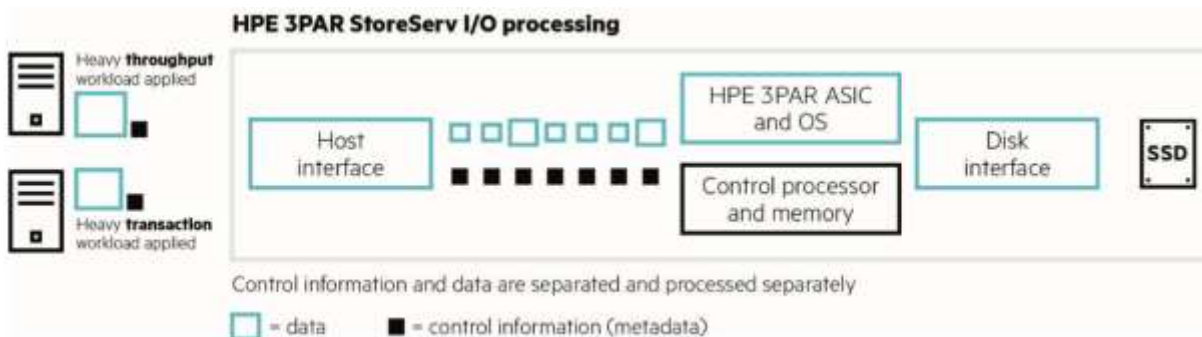 HPE 3PAR StoreServ I/O processing
Heavy throughput
workload applied
Heavy transaction
workload applied
Host
interface
HPE 3PAR ASIC
and OS
Control processor
and memory
Disk
interface
SSD
Control information and data are separated and processed separately
= data
= control information (metadata)